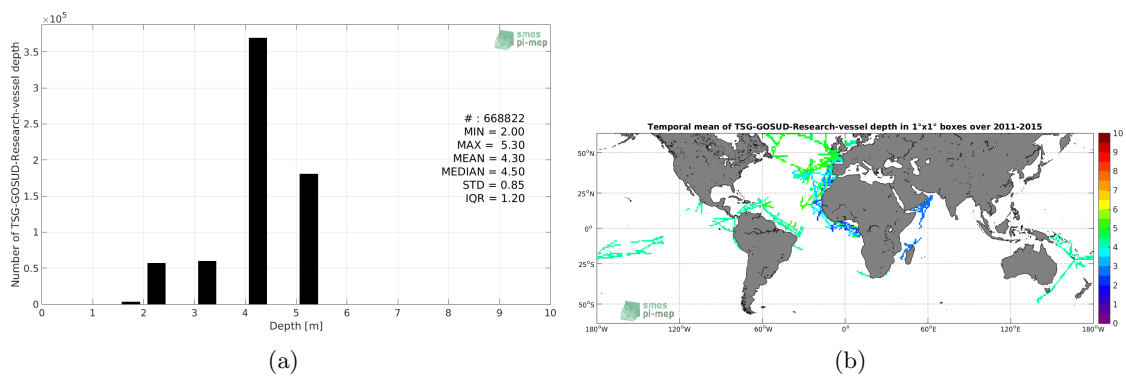 ×10⁵
smos
pi-mep
Number of TSG-GOSUD-Research-vessel depth
3.5
3
2.5
2
1.5
1
0.5
0
# : 668822
MIN = 2.00
MAX = 5.30
MEAN = 4.30
MEDIAN = 4.50
STD = 0.85
IQR = 1.20
0 1 2 3 4 5 6 7 8 9 10
Depth [m]
(a)
Temporal mean of TSG-GOSUD-Research-vessel depth in 1°x1° boxes over 2011-2015
50°N
25°N
0°
25°S
50°S
smos
pi-mep
180°W 120°W 60°W 0° 60°E 120°E 180°E
10
9
8
7
6
5
4
3
2
1
0
(b)